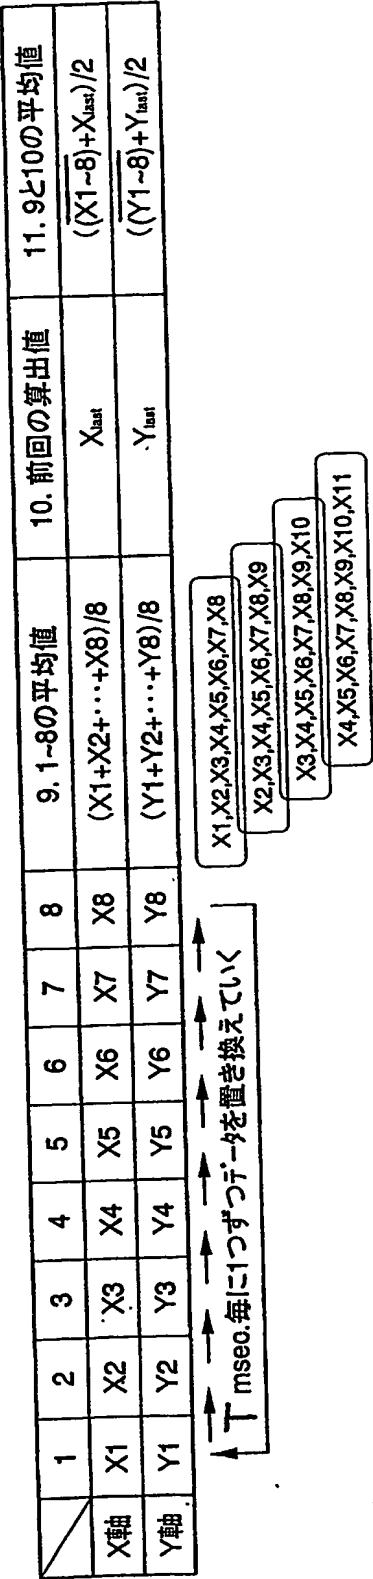 1 2 3 4 5 6 7 8 9. 1~8の平均値 10. 前回の算出値 11. 9と10の平均値
X軸 X1 X2 X3 X4 X5 X6 X7 X8 (X1+X2+…+X8)/8 Xlast ((X1~8)+Xlast)/2
Y軸 Y1 Y2 Y3 Y4 Y5 Y6 Y7 Y8 (Y1+Y2+…+Y8)/8 Ylast ((Y1~8)+Ylast)/2
T msec.毎に1つずつデータを置き換えていく
X1,X2,X3,X4,X5,X6,X7,X8
X2,X3,X4,X5,X6,X7,X8,X9
X3,X4,X5,X6,X7,X8,X9,X10
X4,X5,X6,X7,X8,X9,X10,X11